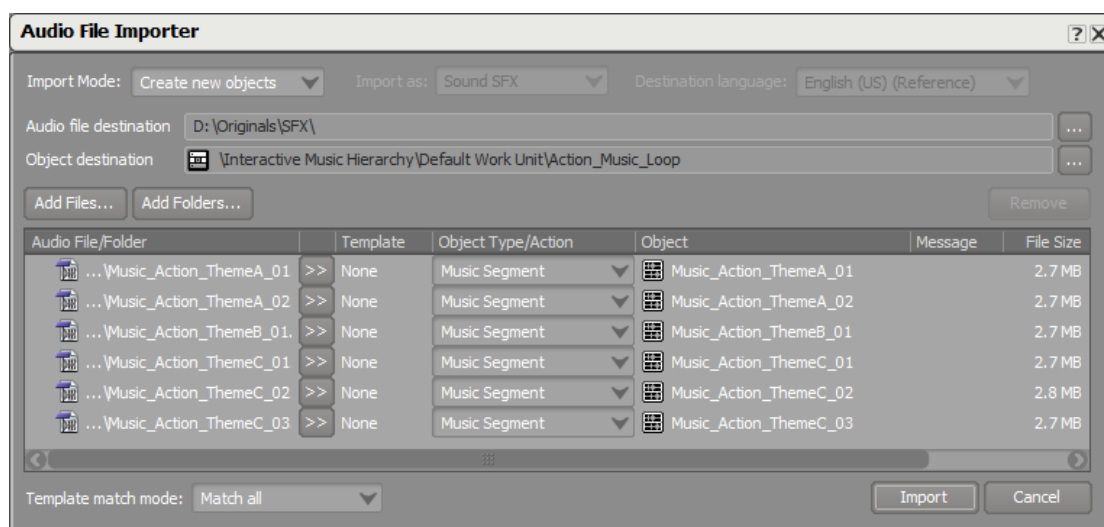 Audio File Importer ? X
Import Mode: Create new objects Import as: Sound SFX Destination language: English (US) (Reference)
Audio file destination D:\Originals\SFX\ ...
Object destination \Interactive Music Hierarchy\Default Work Unit\Action_Music_Loop ...
Add Files... Add Folders... Remove
Audio File/Folder Template Object Type/Action Object Message File Size
...\Music_Action_ThemeA_01 >> None Music Segment Music_Action_ThemeA_01 2.7 MB
...\Music_Action_ThemeA_02 >> None Music Segment Music_Action_ThemeA_02 2.7 MB
...\Music_Action_ThemeB_01. >> None Music Segment Music_Action_ThemeB_01 2.7 MB
...\Music_Action_ThemeC_01 >> None Music Segment Music_Action_ThemeC_01 2.7 MB
...\Music_Action_ThemeC_02 >> None Music Segment Music_Action_ThemeC_02 2.8 MB
...\Music_Action_ThemeC_03 >> None Music Segment Music_Action_ThemeC_03 2.7 MB
Template match mode: Match all Import Cancel